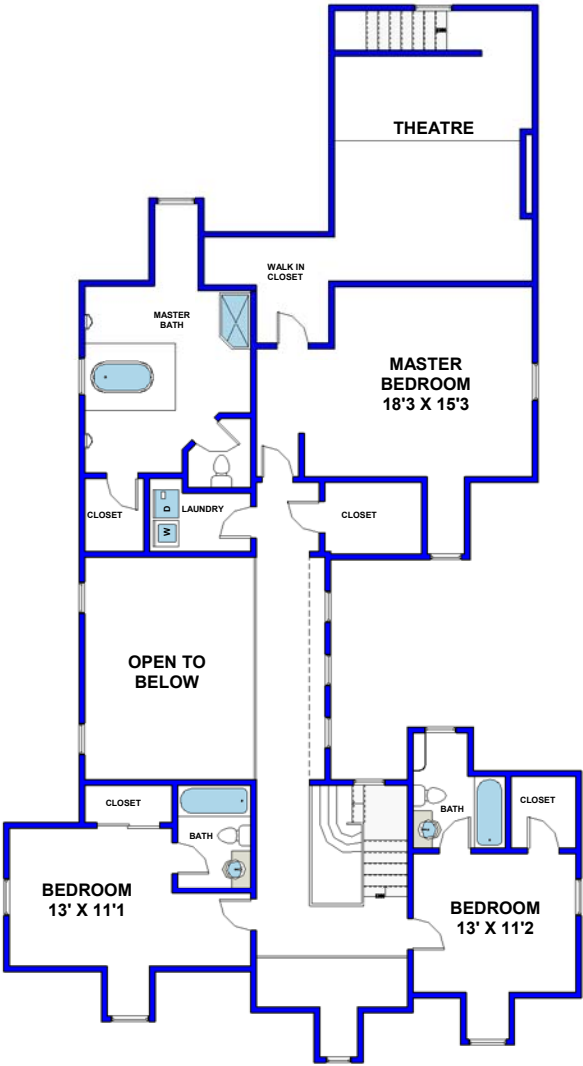 THEATRE
WALK IN
CLOSET
MASTER
BATH
MASTER
BEDROOM
18'3 X 15'3
CLOSET
D
LAUNDRY
W
CLOSET
OPEN TO
BELOW
CLOSET
BATH
BEDROOM
13' X 11'1
BATH
CLOSET
BEDROOM
13' X 11'2